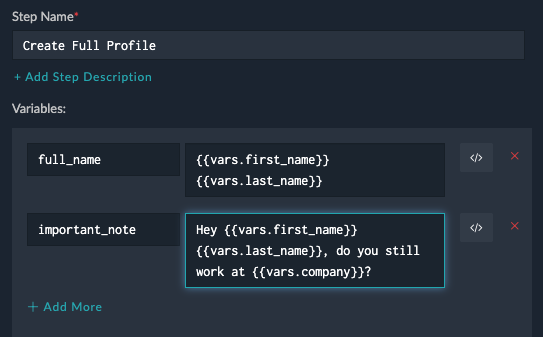 Step Name*
Create Full Profile
+ Add Step Description
Variables:
full_name
{{vars.first_name}}
{{vars.last_name}}
</>
×
important_note
Hey {{vars.first_name}}
{{vars.last_name}}, do you still
work at {{vars.company}}?
</>
×
+ Add More